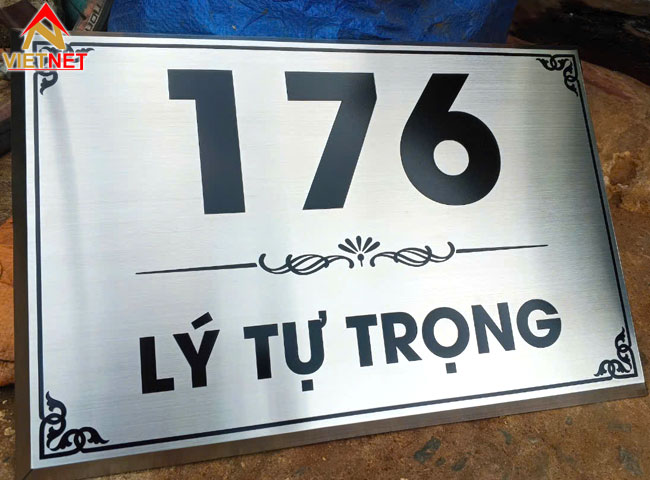 VIETNET
176
LÝ TỰ TRỌNG